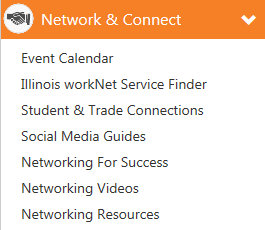 Network & Connect
Event Calendar
Illinois workNet Service Finder
Student & Trade Connections
Social Media Guides
Networking For Success
Networking Videos
Networking Resources